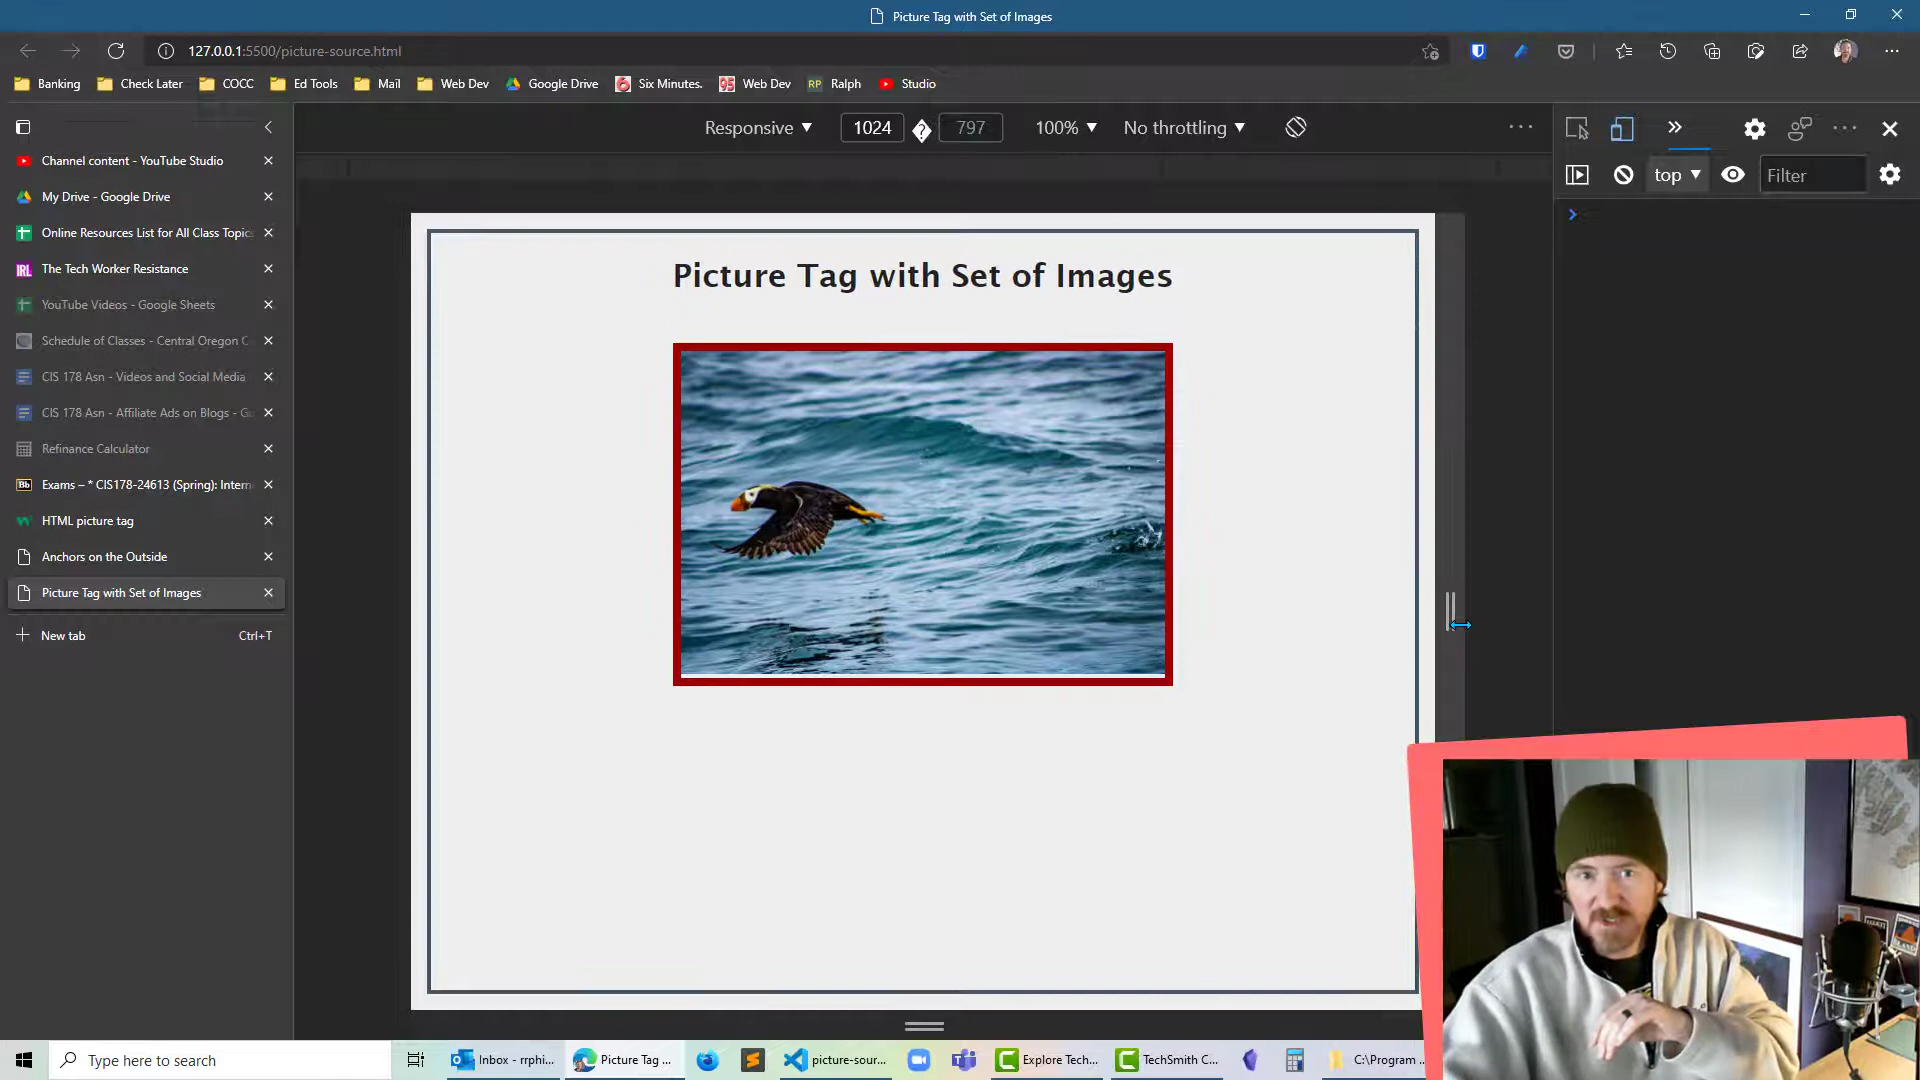 Picture Tag with Set of Images
127.0.0.1:5500/picture-source.html
Banking Check Later COCC Ed Tools Mail Web Dev Google Drive Six Minutes. Web Dev Ralph Studio
Responsive ▼ 1024 � 797 100% ▼ No throttling ▼
Channel content - YouTube Studio
My Drive - Google Drive
Online Resources List for All Class Topics
The Tech Worker Resistance
YouTube Videos - Google Sheets
Schedule of Classes - Central Oregon C
CIS 178 Asn - Videos and Social Media
CIS 178 Asn - Affiliate Ads on Blogs - Go
Refinance Calculator
Exams – * CIS178-24613 (Spring): Intern
HTML picture tag
Anchors on the Outside
Picture Tag with Set of Images
New tab Ctrl+T
Picture Tag with Set of Images
top ▼ Filter
Type here to search
Inbox - rrphi...
Picture Tag ...
picture-sour...
Explore Tech...
TechSmith C...
C:\Program ...